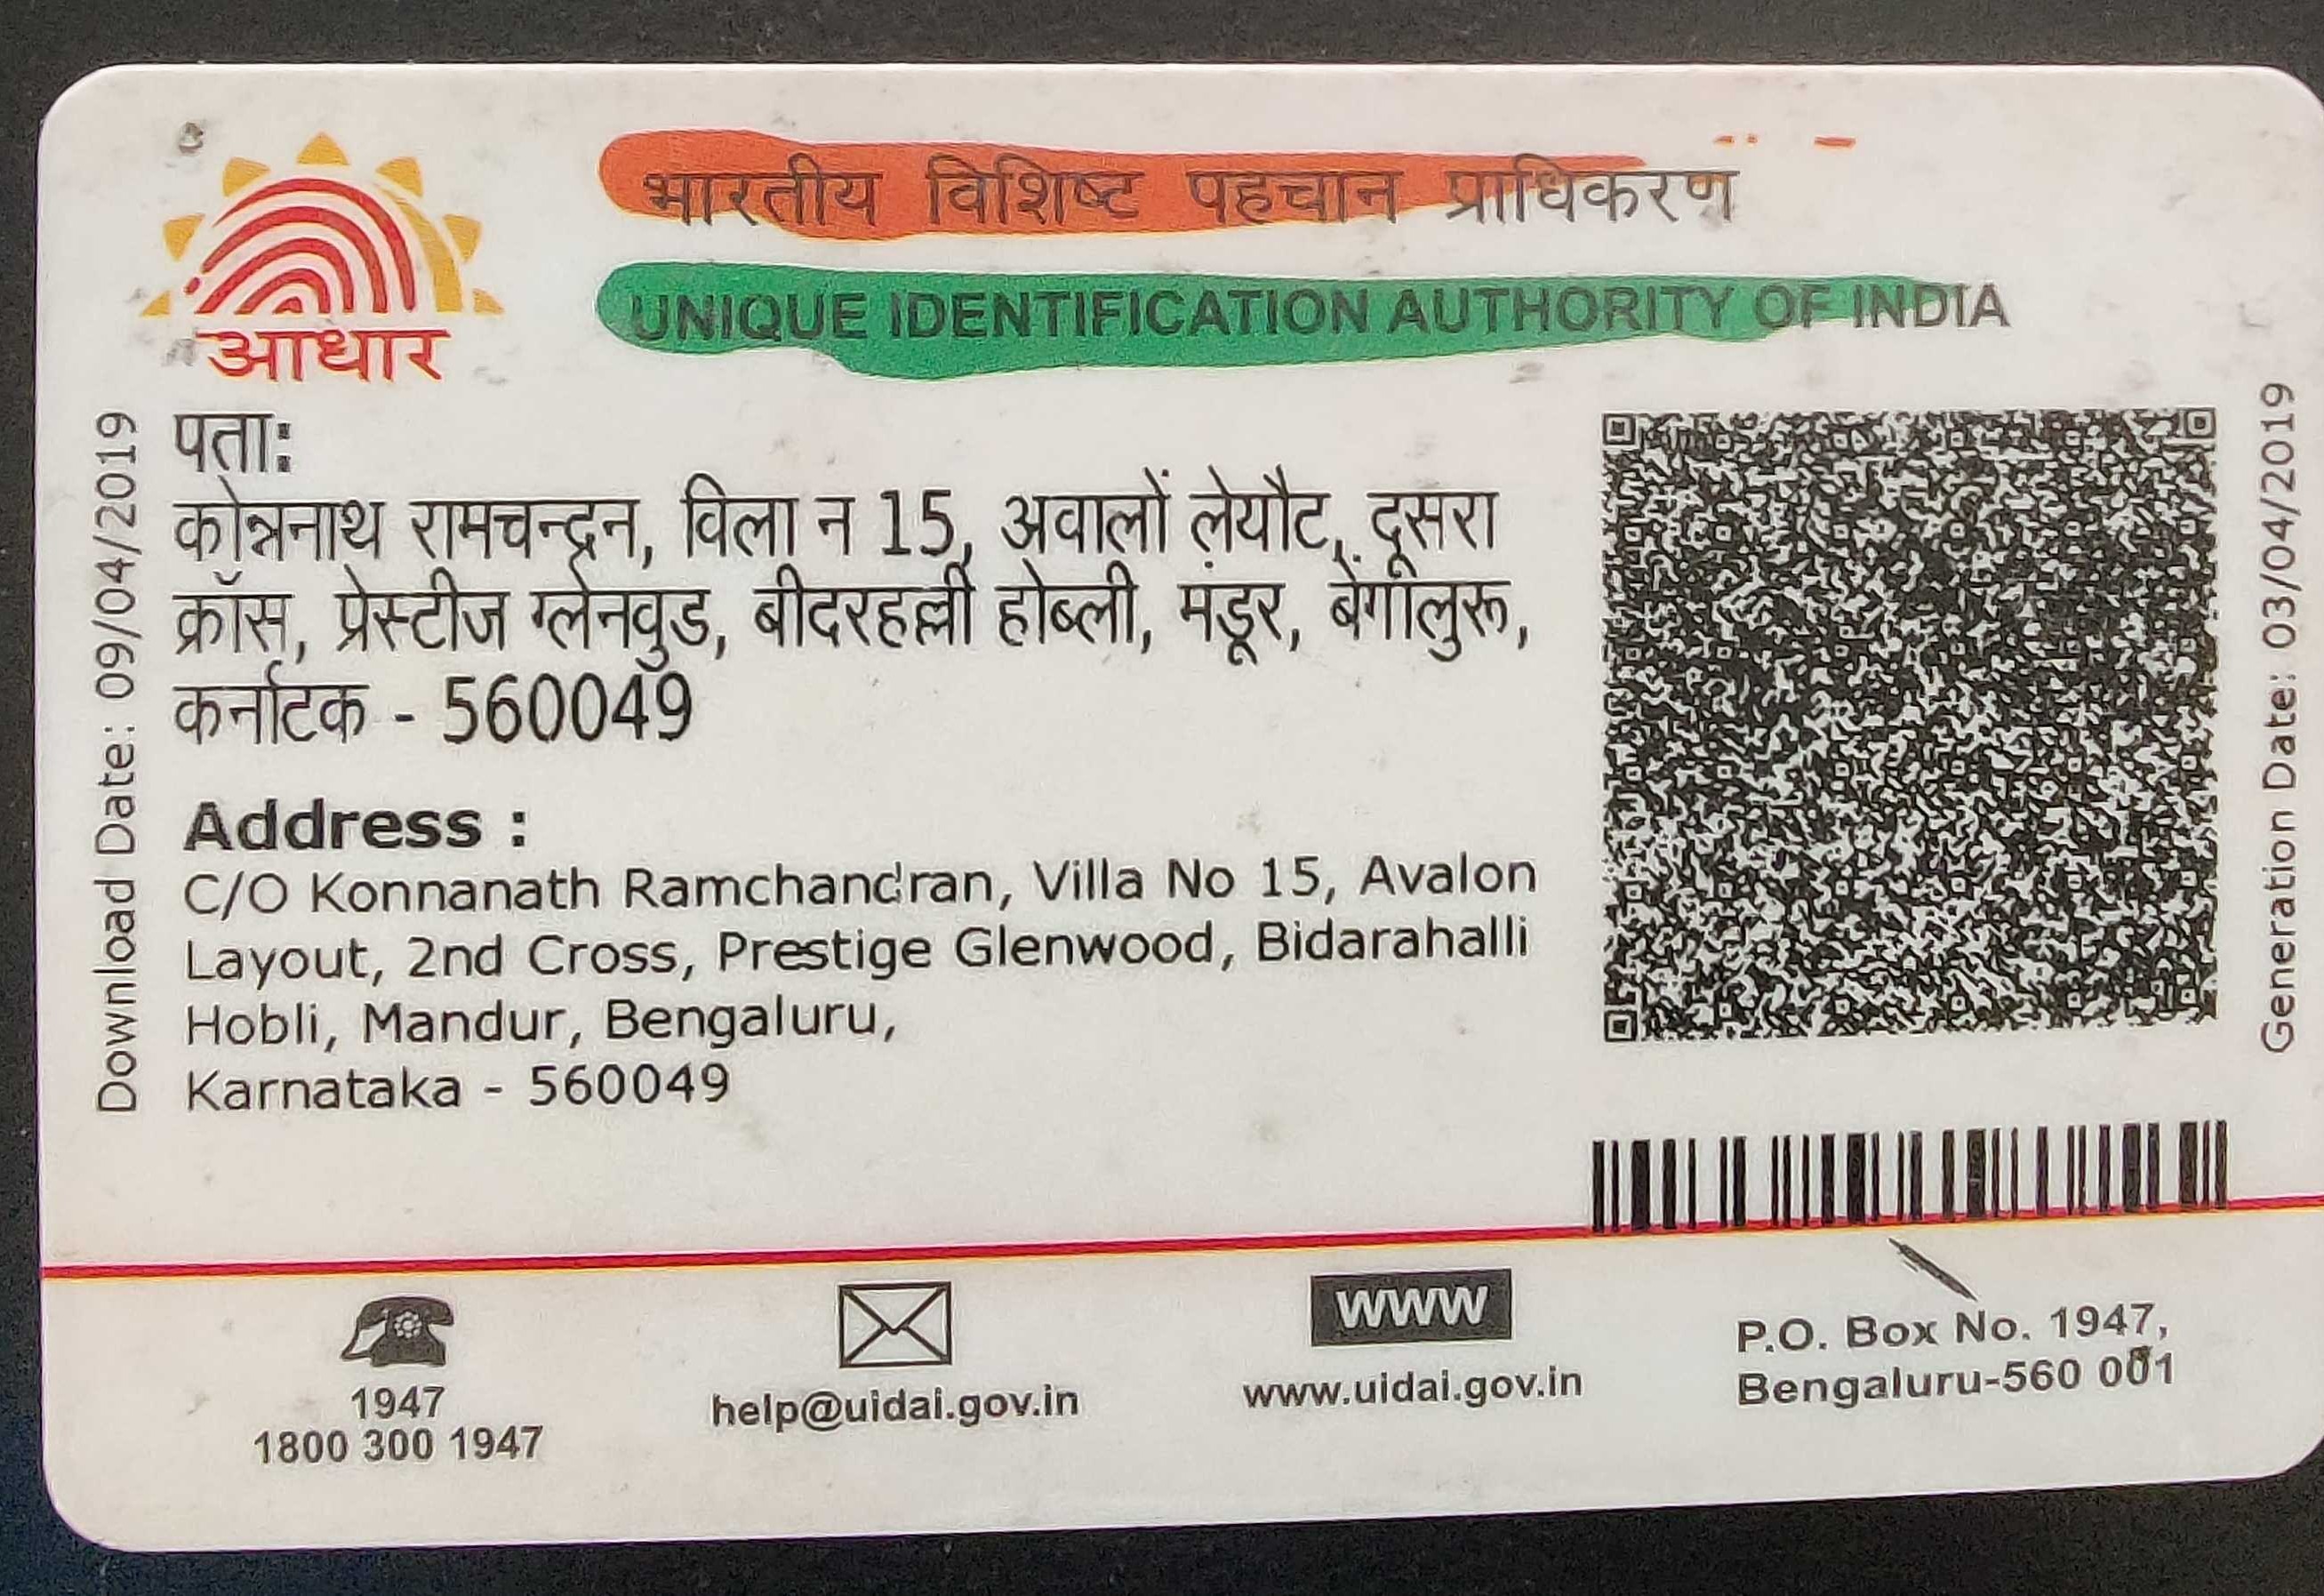 भारतीय विशिष्ट पहचान प्राधिकरण
UNIQUE IDENTIFICATION AUTHORITY OF INDIA
आधार
Download Date: 09/04/2019
पता:
कोन्ननाथ रामचन्द्रन, विला न 15, अवालों लेयौट, दूसरा
क्रॉस, प्रेस्टीज ग्लेनवुड, बीदरहल्ली होब्ली, मंडूर, बेंगालुरू,
कर्नाटक - 560049
Address :
C/O Konnanath Ramchandran, Villa No 15, Avalon
Layout, 2nd Cross, Prestige Glenwood, Bidarahalli
Hobli, Mandur, Bengaluru,
Karnataka - 560049
Generation Date: 03/04/2019
1947
1800 300 1947
help@uidai.gov.in
www
www.uidai.gov.in
P.O. Box No. 1947,
Bengaluru-560 001